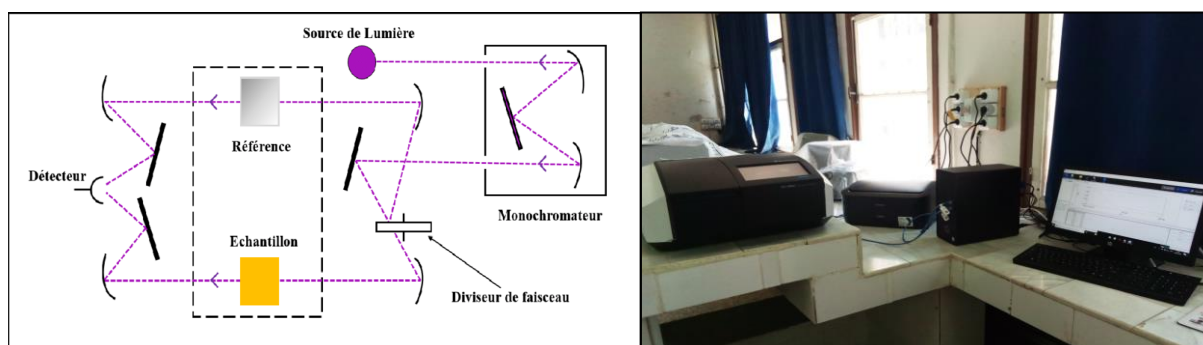 Source de Lumière
Référence
Détecteur
Monochromateur
Echantillon
Diviseur de faisceau